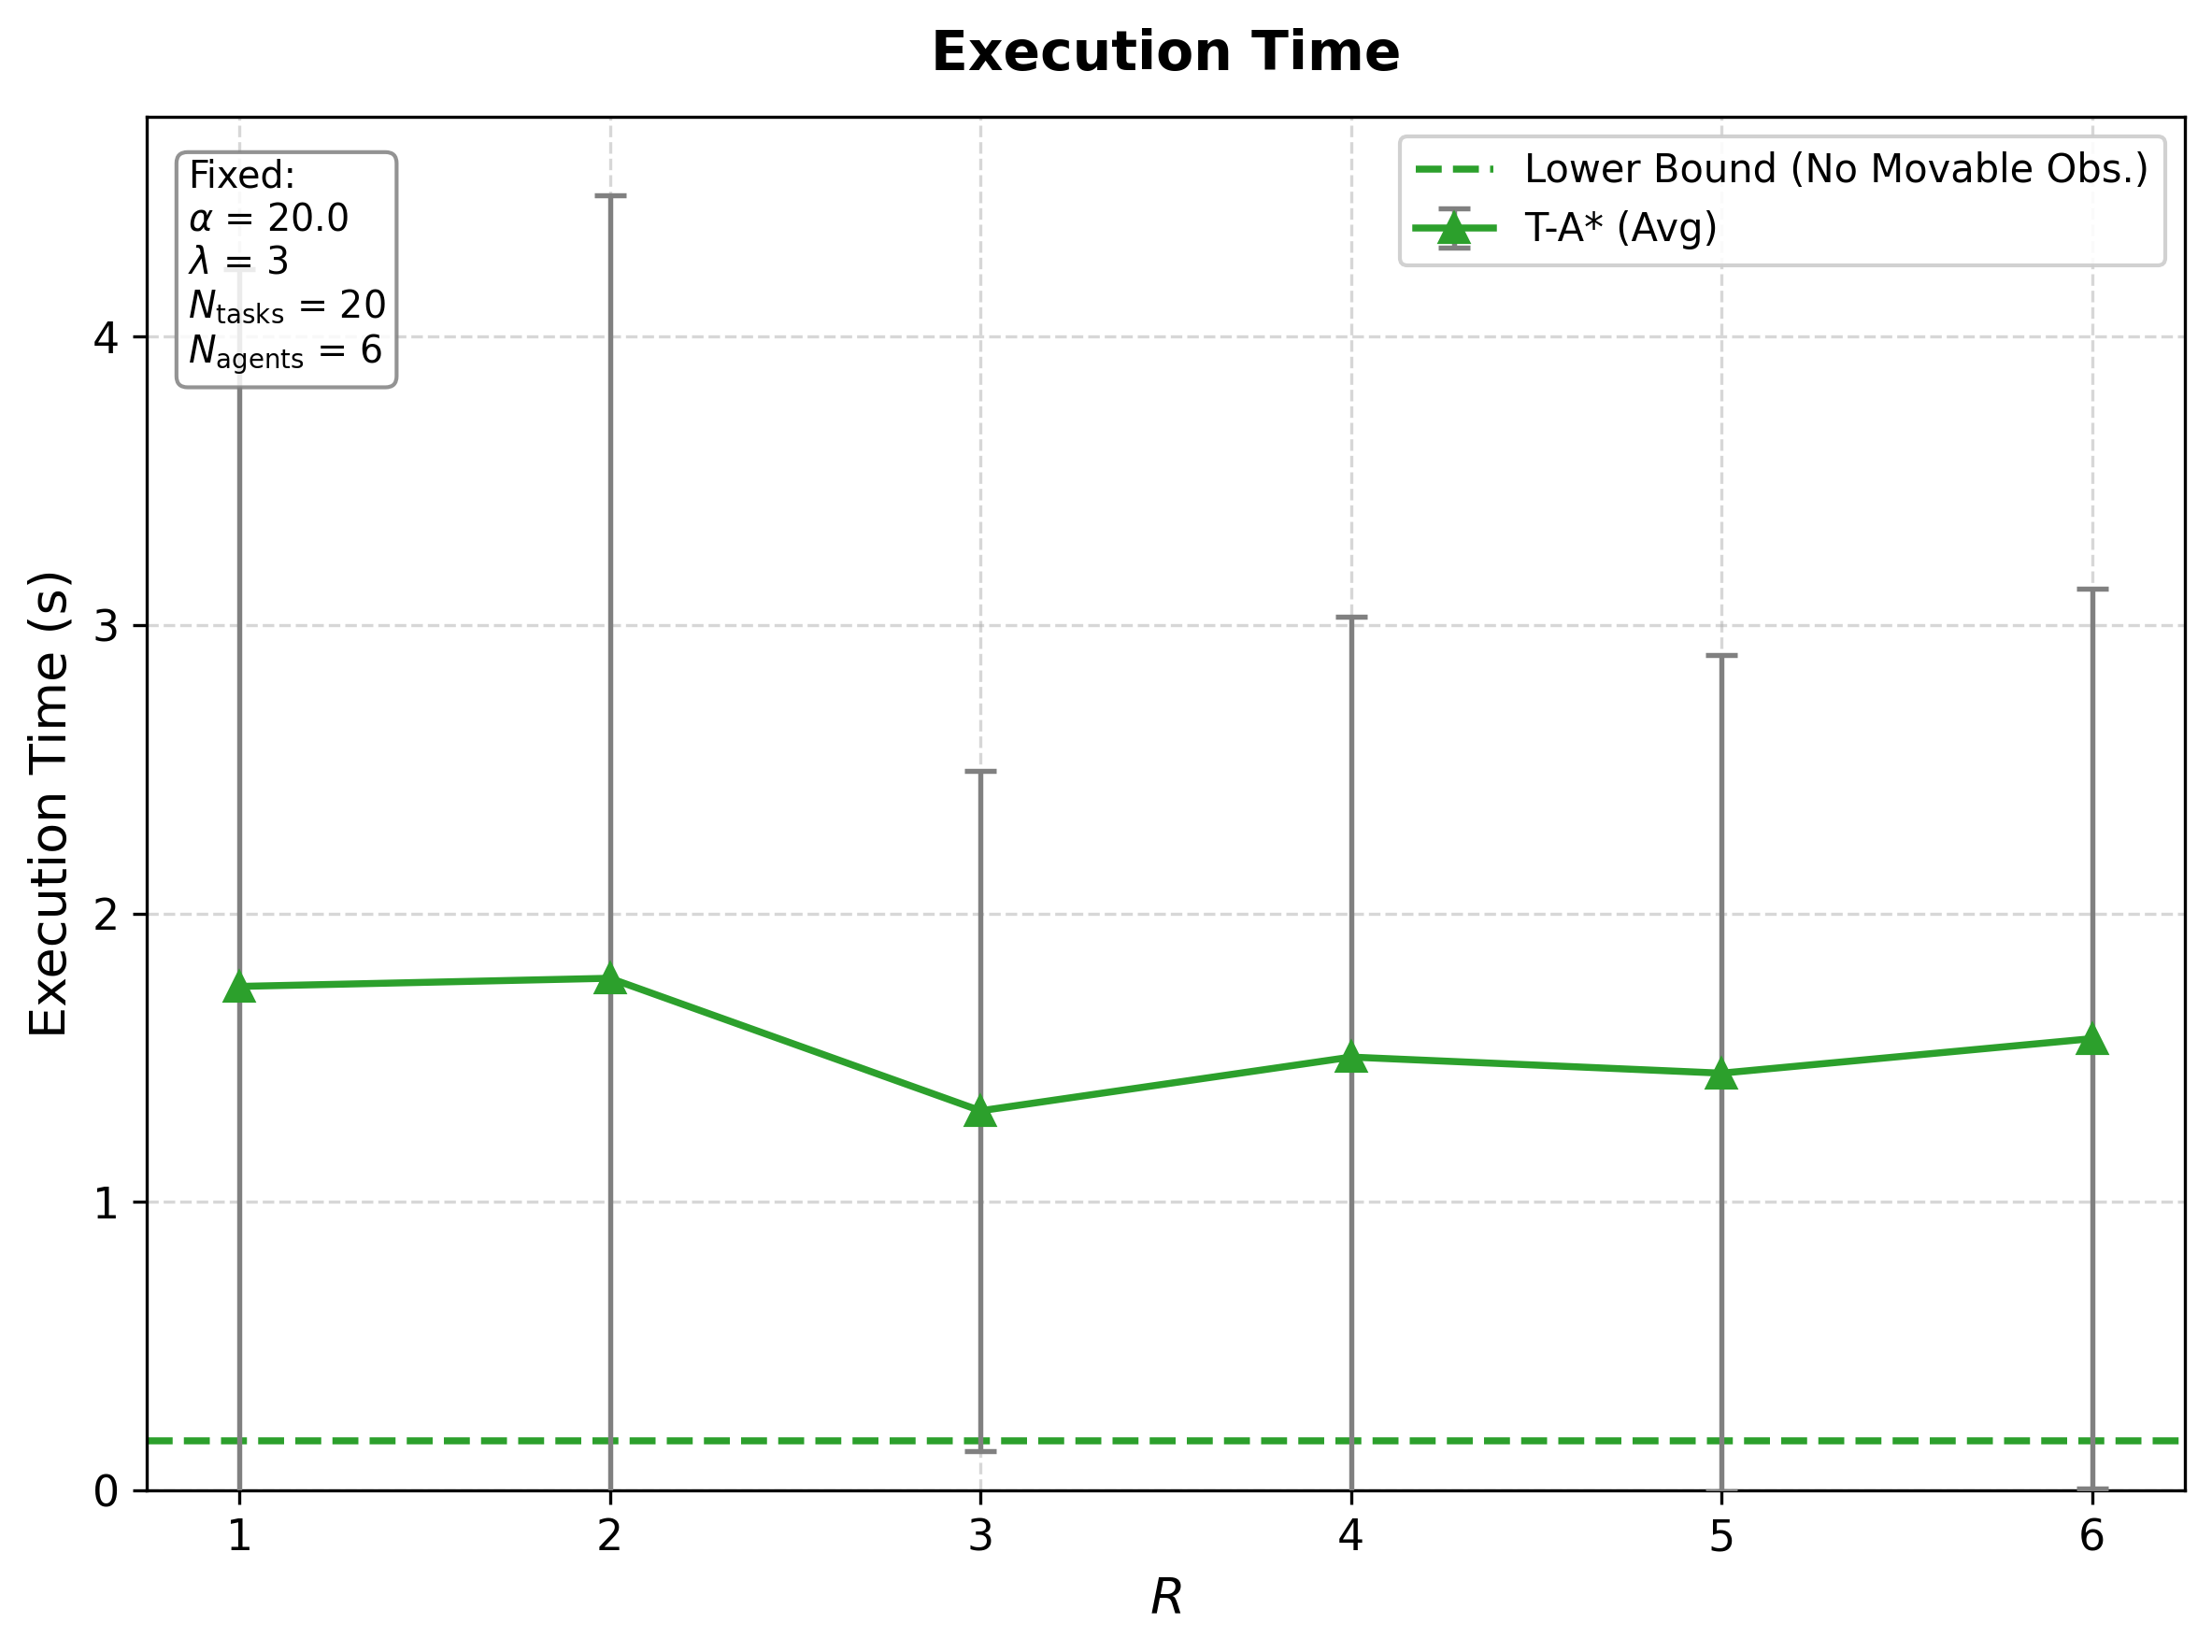 Execution Time
Fixed:
α = 20.0
λ = 3
N_tasks = 20
N_agents = 6
Lower Bound (No Movable Obs.)
T-A* (Avg)
Execution Time (s)
4
3
2
1
0
1 2 3 4 5 6
R